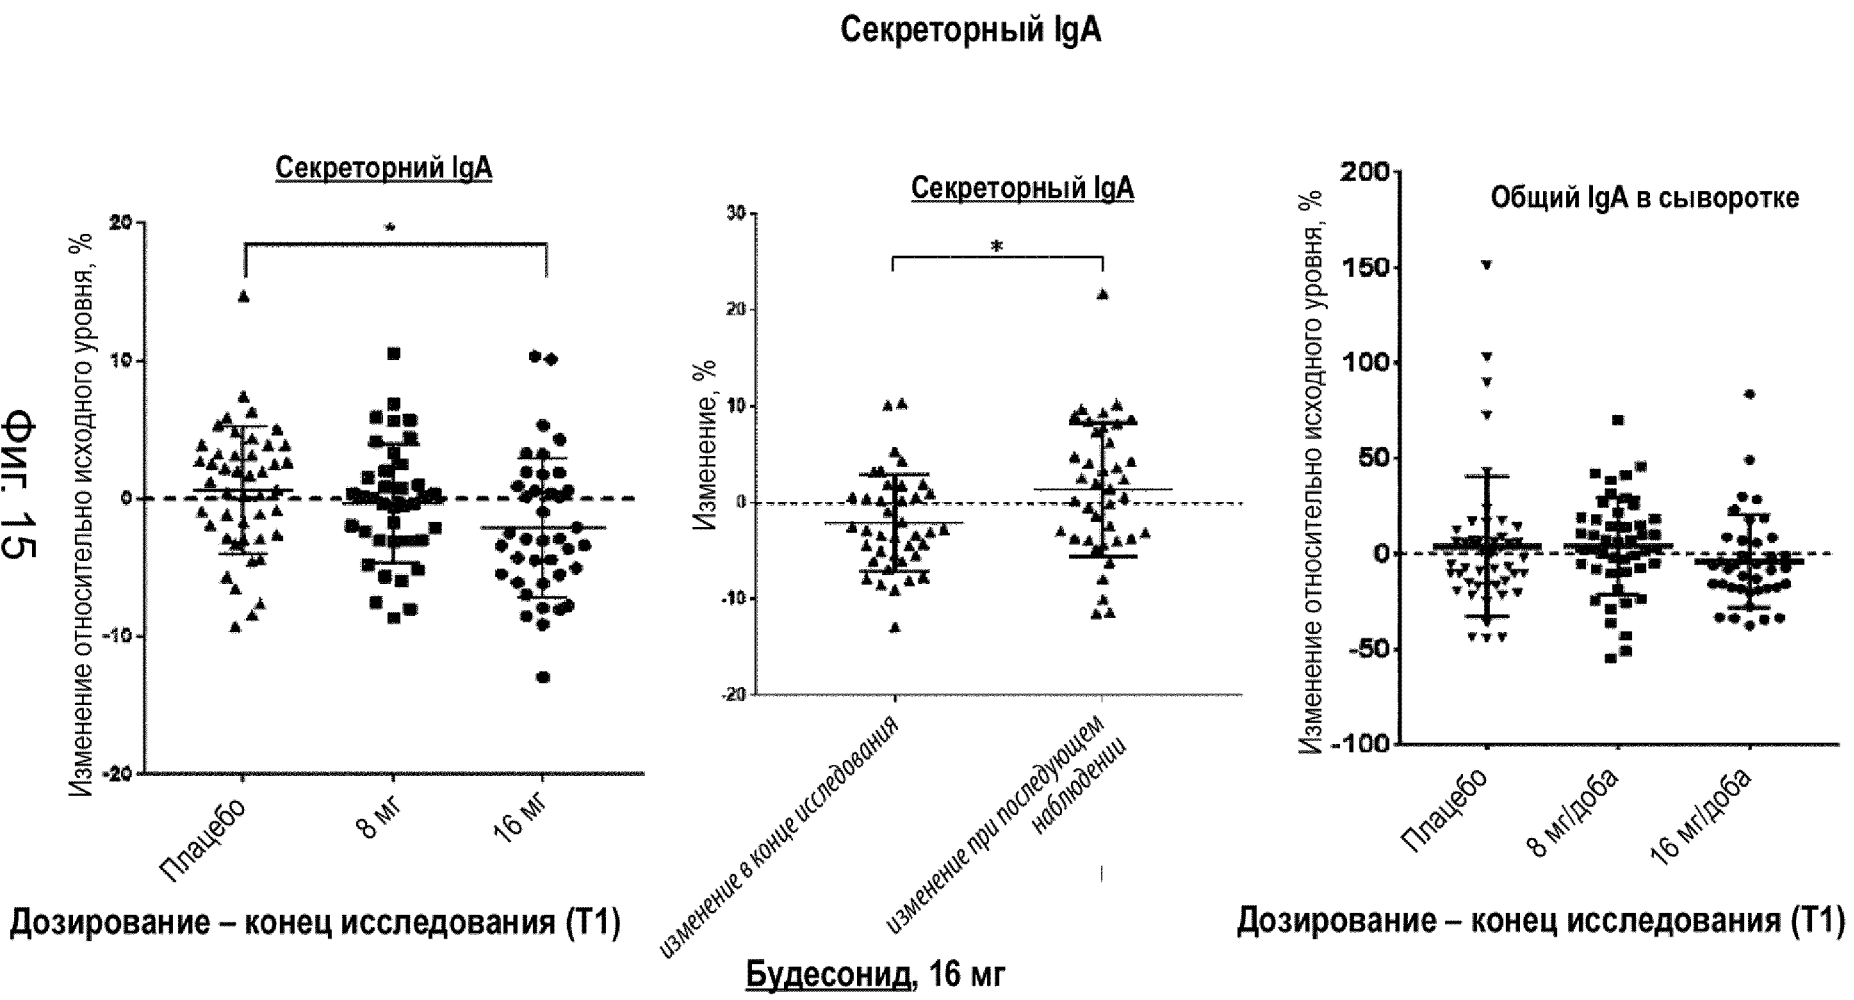 Секреторный IgA
Фиг. 15
Секреторний IgA
Изменение относительно исходного уровня, %
20
*
10
0
-10
-20
Плацебо
8 мг
16 мг
Дозирование – конец исследования (T1)
Секреторный IgA
Изменение, %
30
*
20
10
0
-10
-20
изменение в конце исследования
изменение при последующем
наблюдении
Будесонид, 16 мг
Общий IgA в сыворотке
Изменение относительно исходного уровня, %
200
150
100
50
0
-50
-100
Плацебо
8 мг/доба
16 мг/доба
Дозирование – конец исследования (T1)